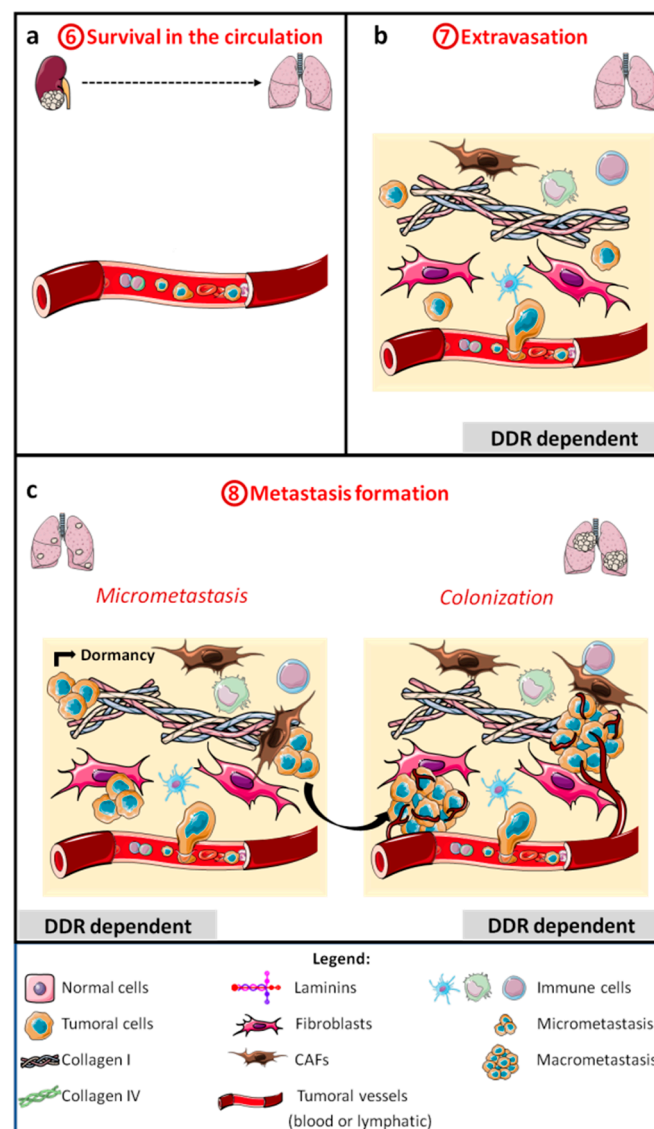 a ⑥ Survival in the circulation
b ⑦ Extravasation
DDR dependent
c ⑧ Metastasis formation
Micrometastasis
Colonization
Dormancy
DDR dependent
DDR dependent
Legend:
Normal cells
Laminins
Immune cells
Tumoral cells
Fibroblasts
Micrometastasis
Collagen I
CAFs
Macrometastasis
Collagen IV
Tumoral vessels
(blood or lymphatic)